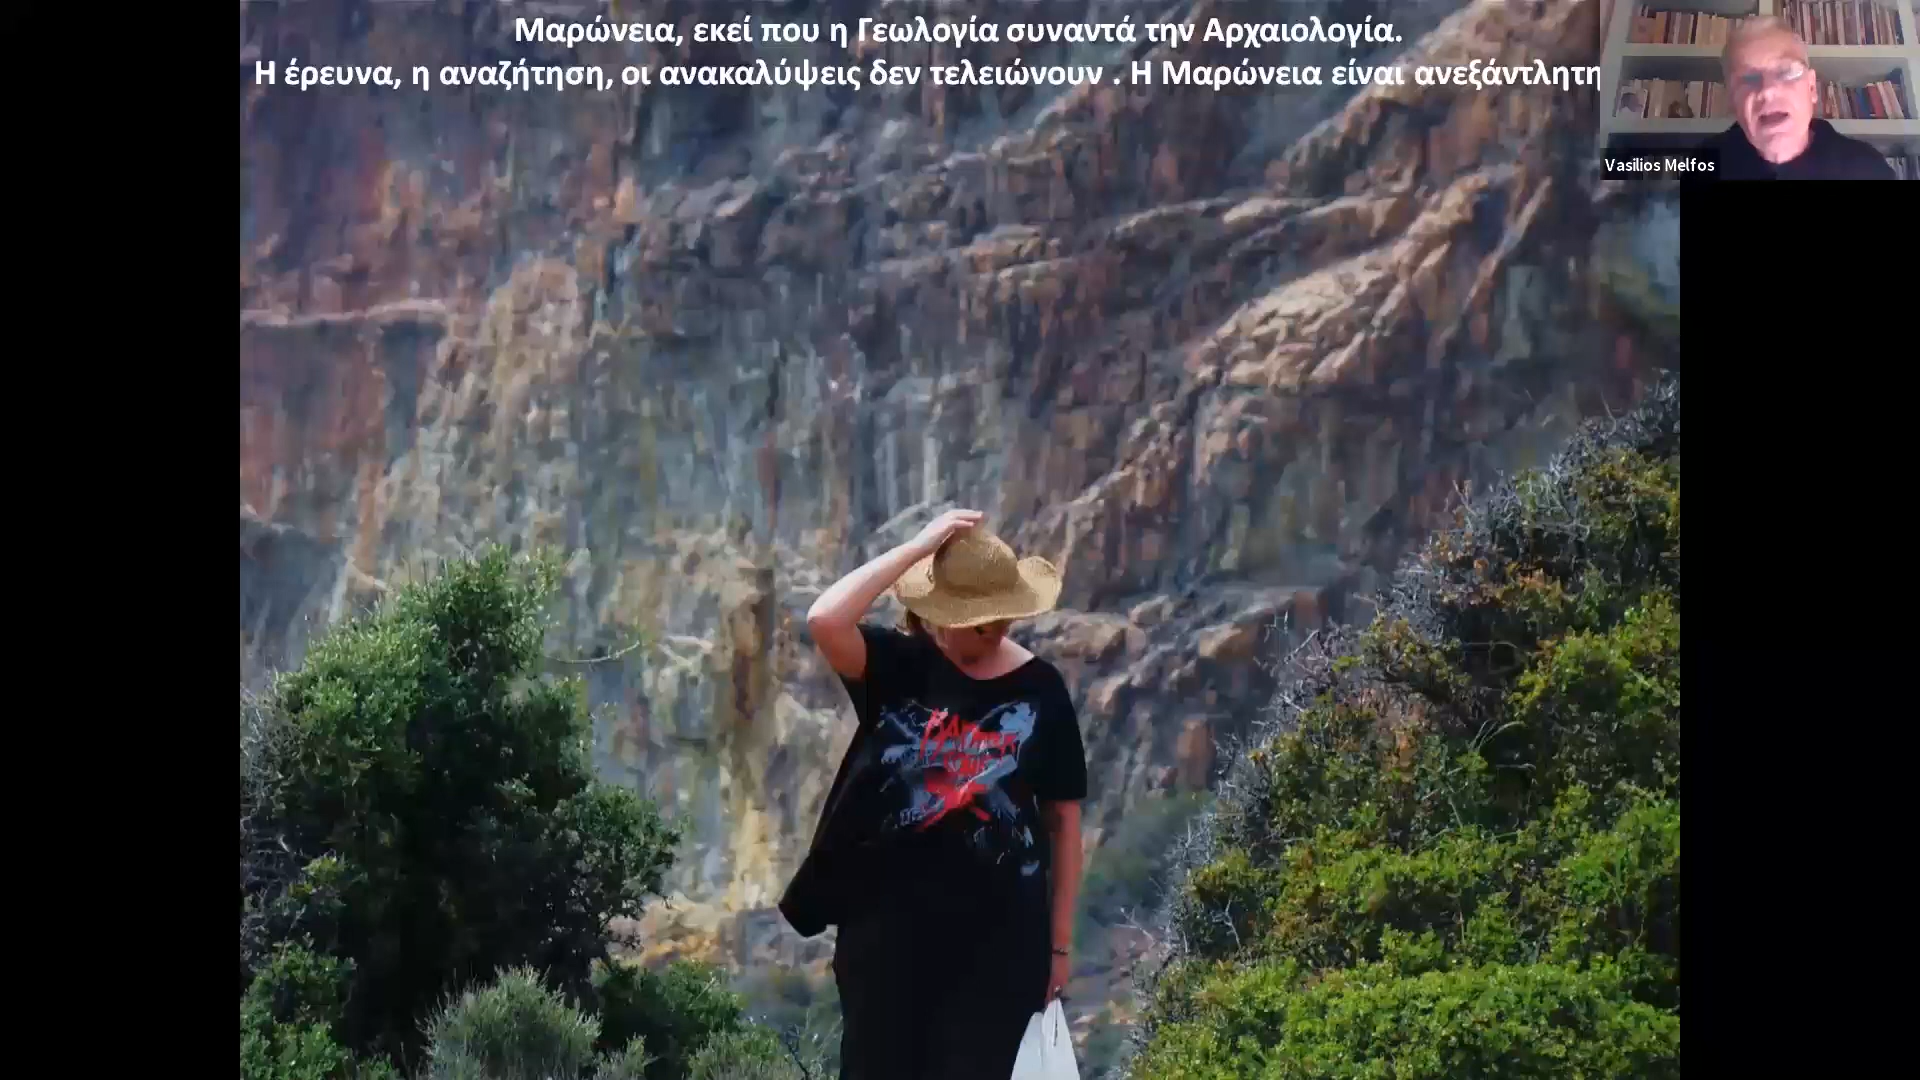 Μαρώνεια, εκεί που η Γεωλογία συναντά την Αρχαιολογία.
Η έρευνα, η αναζήτηση, οι ανακαλύψεις δεν τελειώνουν . Η Μαρώνεια είναι ανεξάντλητη
Vasilios Melfos